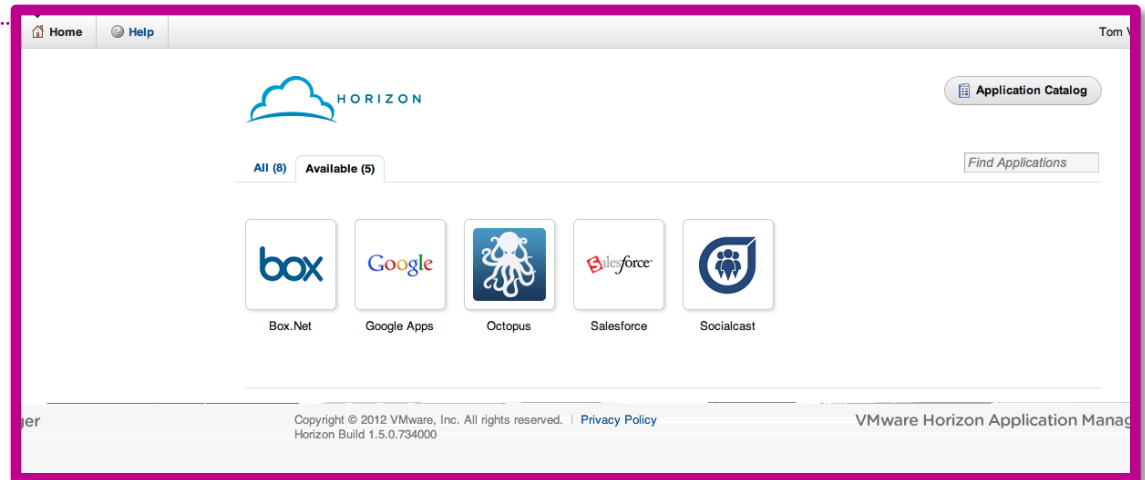 Home Help Tom V
HORIZON
Application Catalog
All (8) Available (5)
Find Applications
box Google salesforce
Box.Net Google Apps Octopus Salesforce Socialcast
ger Copyright © 2012 VMware, Inc. All rights reserved. | Privacy Policy VMware Horizon Application Manag
Horizon Build 1.5.0.734000